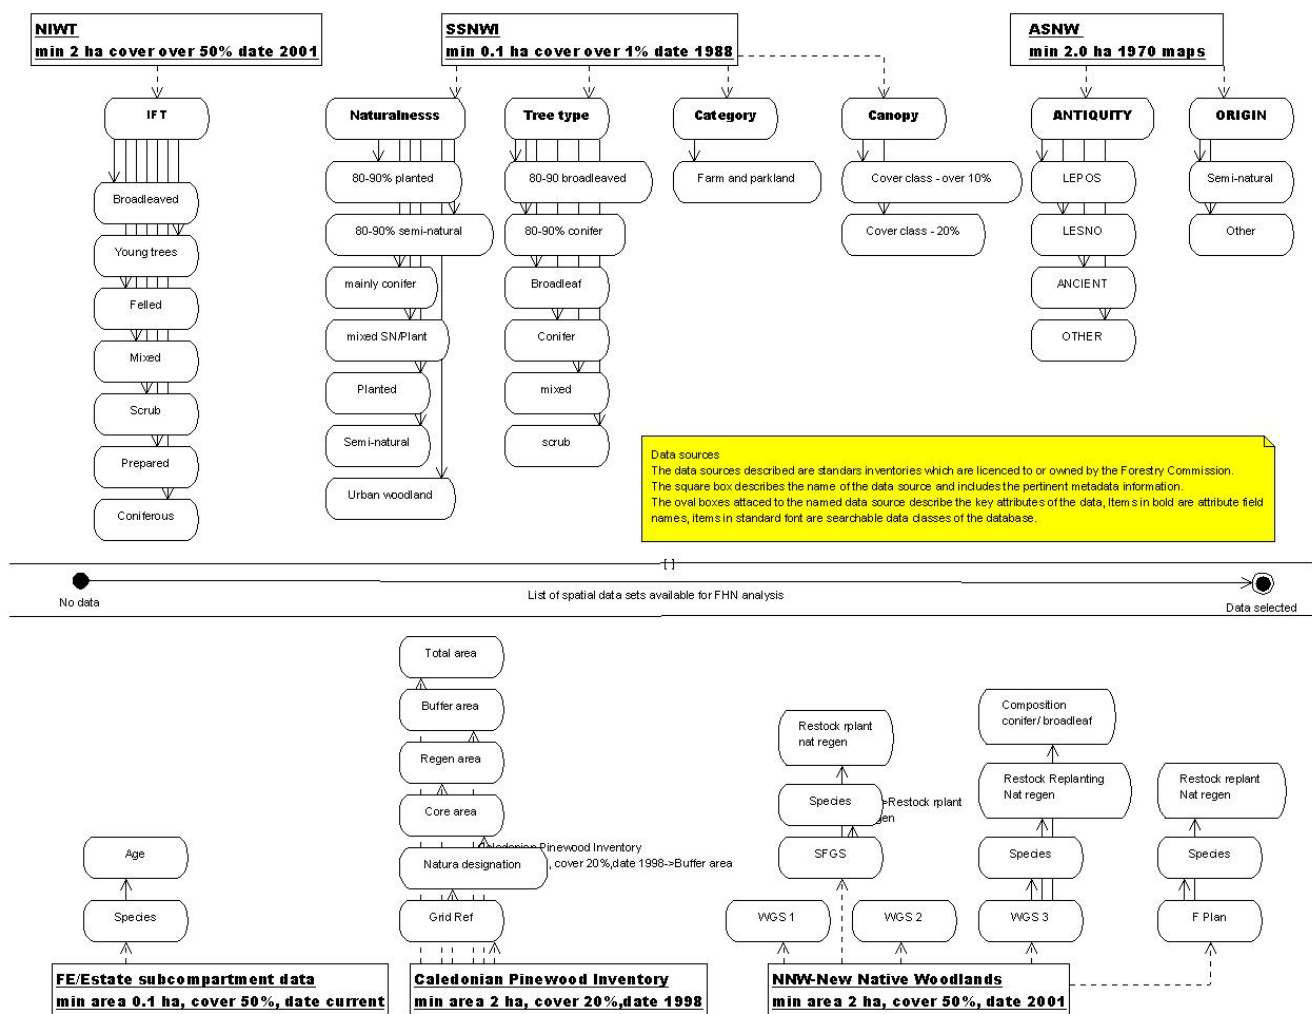 NIWT
min 2 ha cover over 50% date 2001
SSNWI
min 0.1 ha cover over 1% date 1988
ASNW
min 2.0 ha 1970 maps
IFT
Naturalnesss
Tree type
Category
Canopy
ANTIQUITY
ORIGIN
Broadleaved
Young trees
Felled
Mixed
Scrub
Prepared
Coniferous
80-90% planted
80-90% semi-natural
mainly conifer
mixed SN/Plant
Planted
Semi-natural
Urban woodland
80-90 broadleaved
80-90% conifer
Broadleaf
Conifer
mixed
scrub
Farm and parkland
Cover class - over 10%
Cover class - 20%
LEPOS
LESNO
ANCIENT
OTHER
Semi-natural
Other
Data sources
The data sources described are standars inventories which are licenced to or owned by the Forestry Commission.
The square box describes the name of the data source and includes the pertinent metadata information.
The oval boxes attaced to the named data source describe the key attributes of the data, Items in bold are attribute field
names, items in standard font are searchable data classes of the database.
[ ]
No data
List of spatial data sets available for FHN analysis
Data selected
Total area
Buffer area
Regen area
Core area
Pinewood Inventory
Natura designation
, cover 20%,date 1998->Buffer area
Grid Ref
Age
Species
Restock rplant
nat regen
Species
>Restock rplant
SFGS
WGS 1
WGS 2
Composition
conifer/ broadleaf
Restock Replanting
Nat regen
Species
WGS 3
Restock replant
Nat regen
Species
F Plan
FE/Estate subcompartment data
min area 0.1 ha, cover 50%, date current
Caledonian Pinewood Inventory
min area 2 ha, cover 20%,date 1998
NNW-New Native Woodlands
min area 2 ha, cover 50%, date 2001